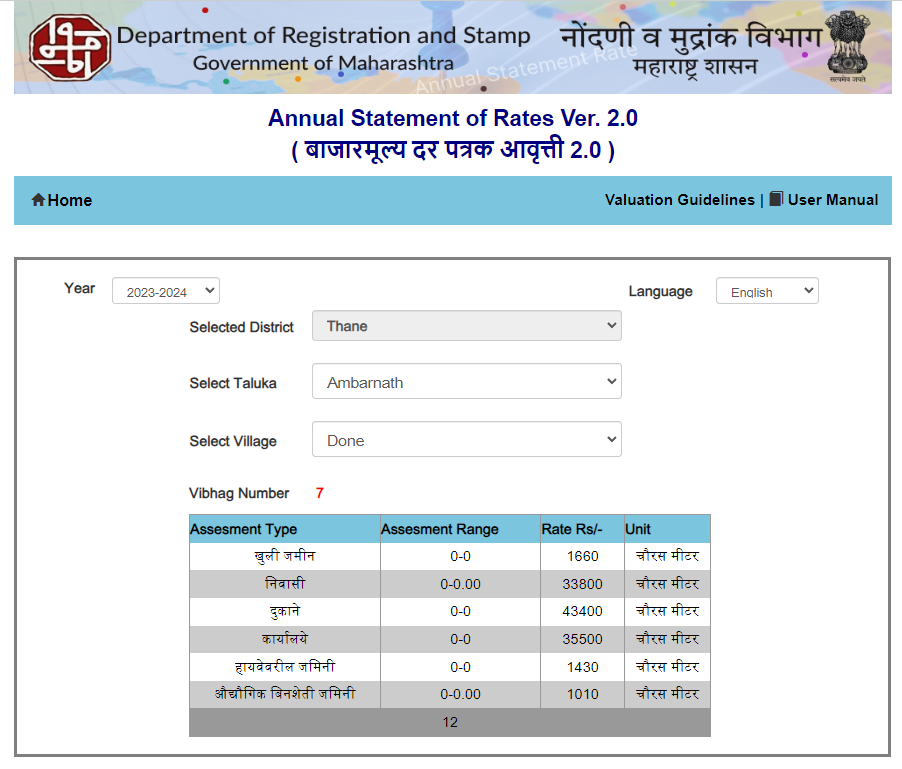 Department of Registration and Stamp
Government of Maharashtra
नोंदणी व मुद्रांक विभाग
महाराष्ट्र शासन
सत्यमेव जयते
Annual Statement Rate
Annual Statement of Rates Ver. 2.0
( बाजारमूल्य दर पत्रक आवृत्ती 2.0 )
Home Valuation Guidelines | User Manual
Year 2023-2024 Language English
Selected District Thane
Select Taluka Ambarnath
Select Village Done
Vibhag Number 7
Assesment Type Assesment Range Rate Rs/- Unit
खुली जमीन 0-0 1660 चौरस मीटर
निवासी 0-0.00 33800 चौरस मीटर
दुकाने 0-0 43400 चौरस मीटर
कार्यालये 0-0 35500 चौरस मीटर
हायवेवरील जमिनी 0-0 1430 चौरस मीटर
औद्यौगिक बिनशेती जमिनी 0-0.00 1010 चौरस मीटर
12